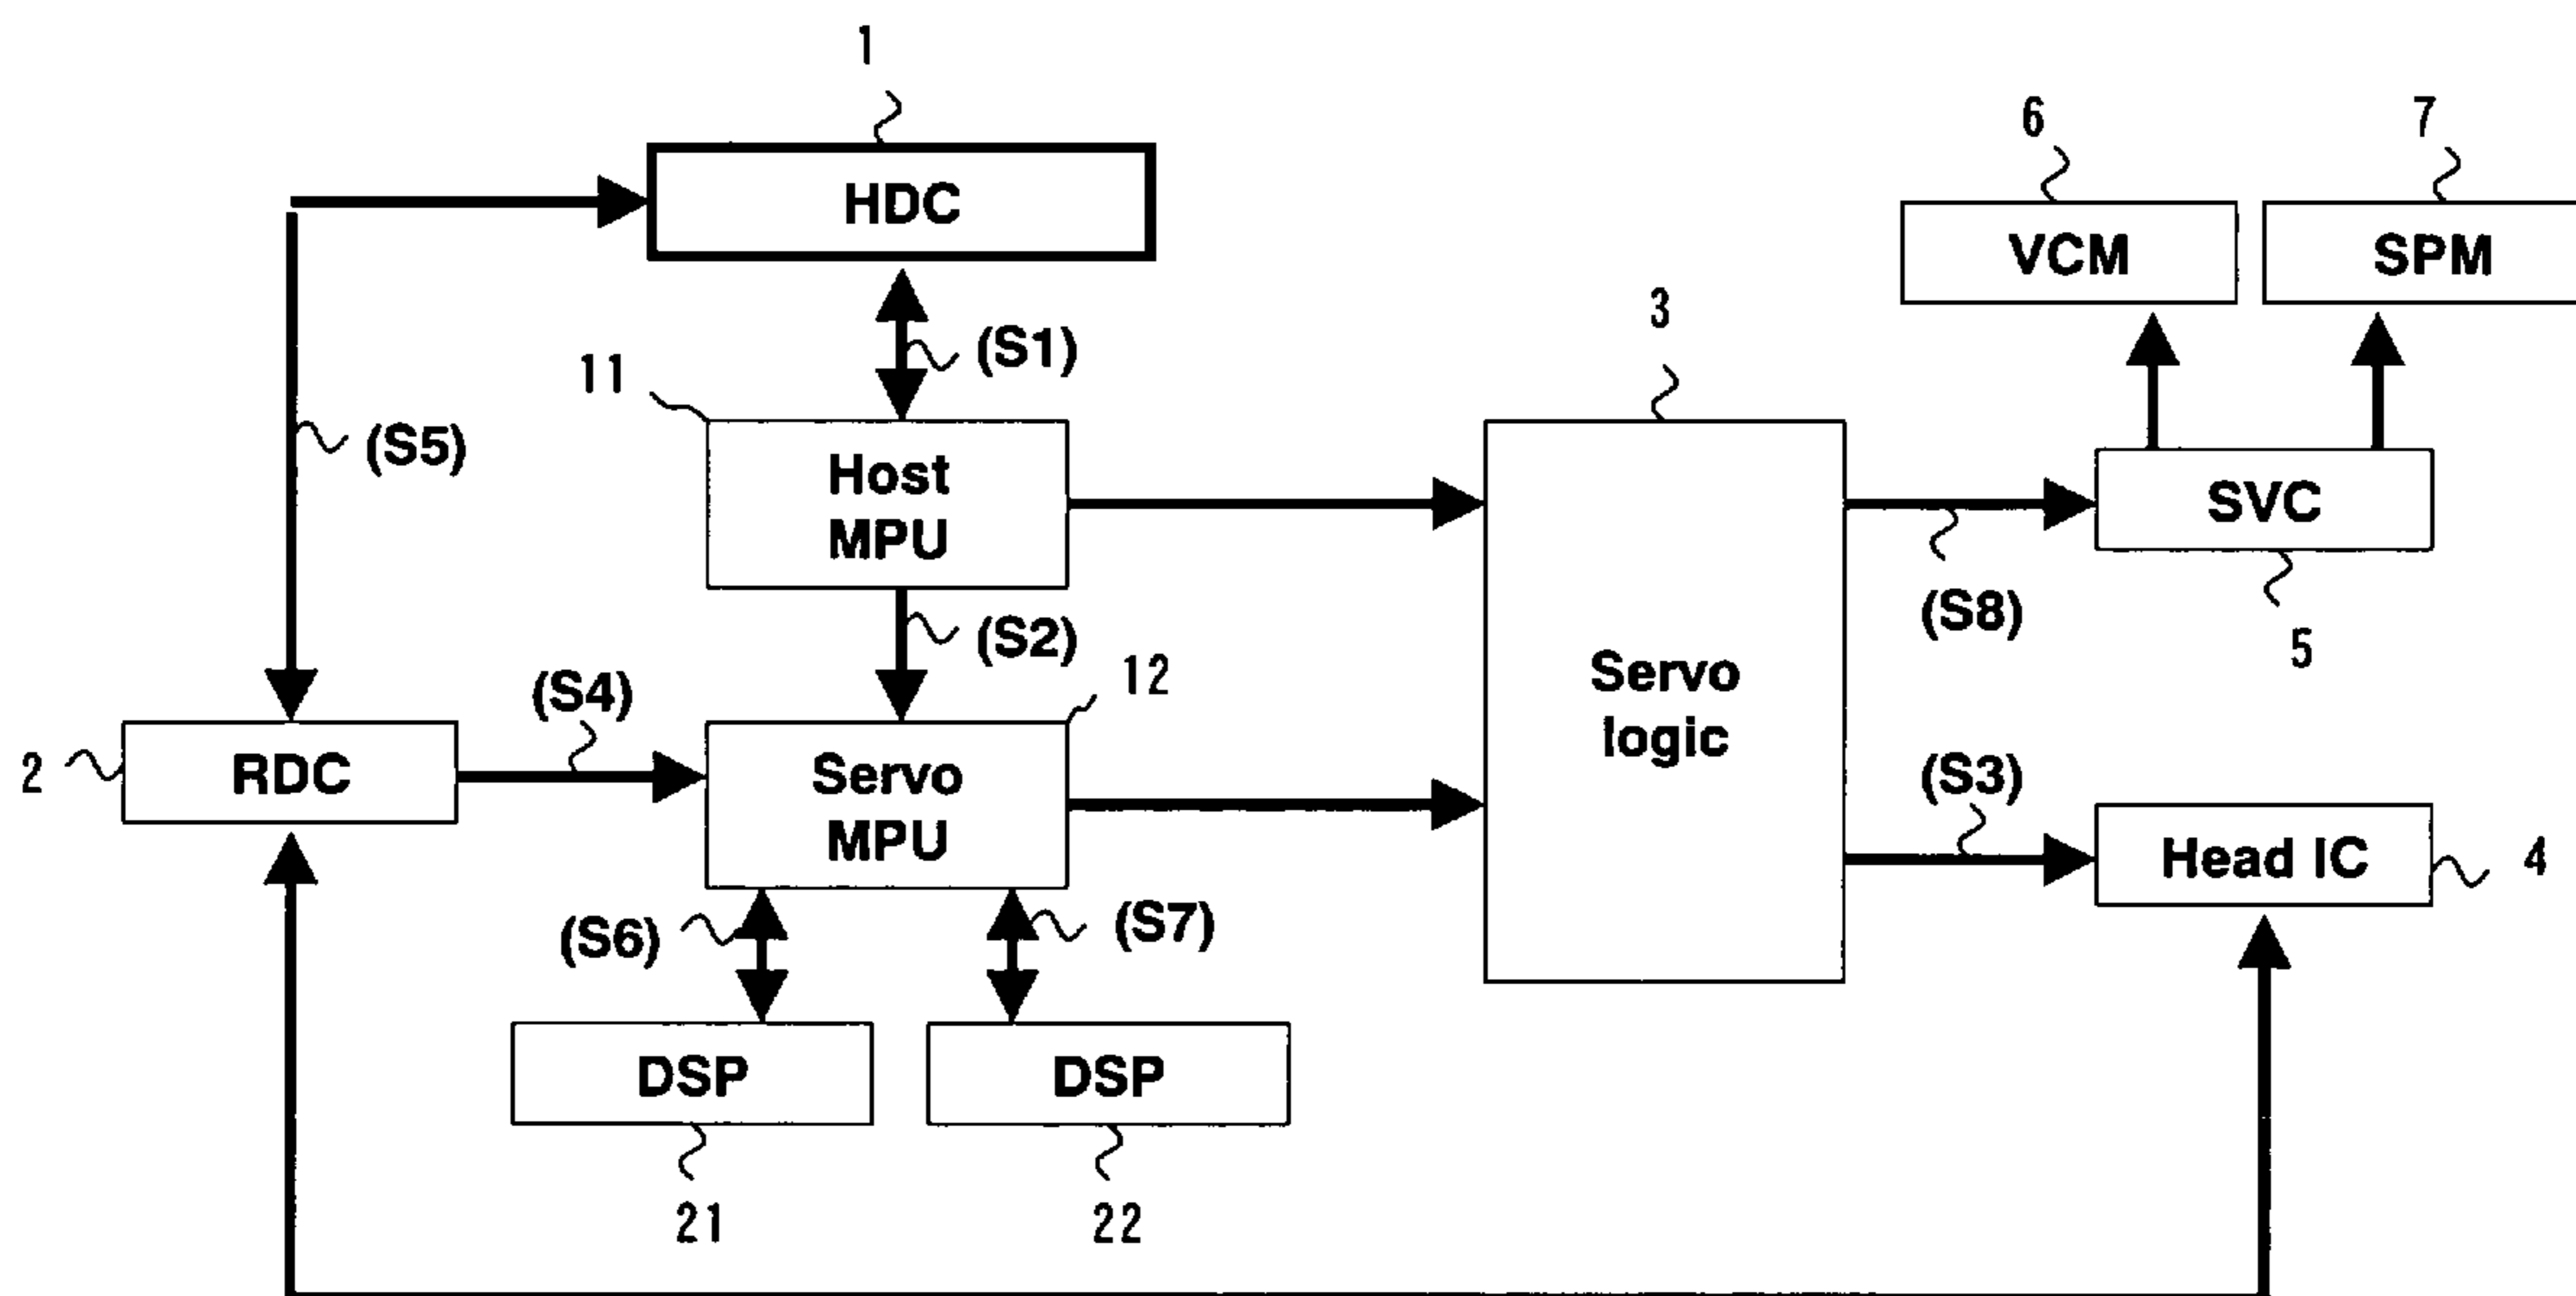 1
6
7
HDC
VCM
SPM
3
(S1)
11
(S5)
Host
MPU
SVC
(S8)
(S2)
5
12
Servo
logic
(S4)
2
RDC
Servo
MPU
(S3)
Head IC
4
(S6)
(S7)
DSP
DSP
21
22